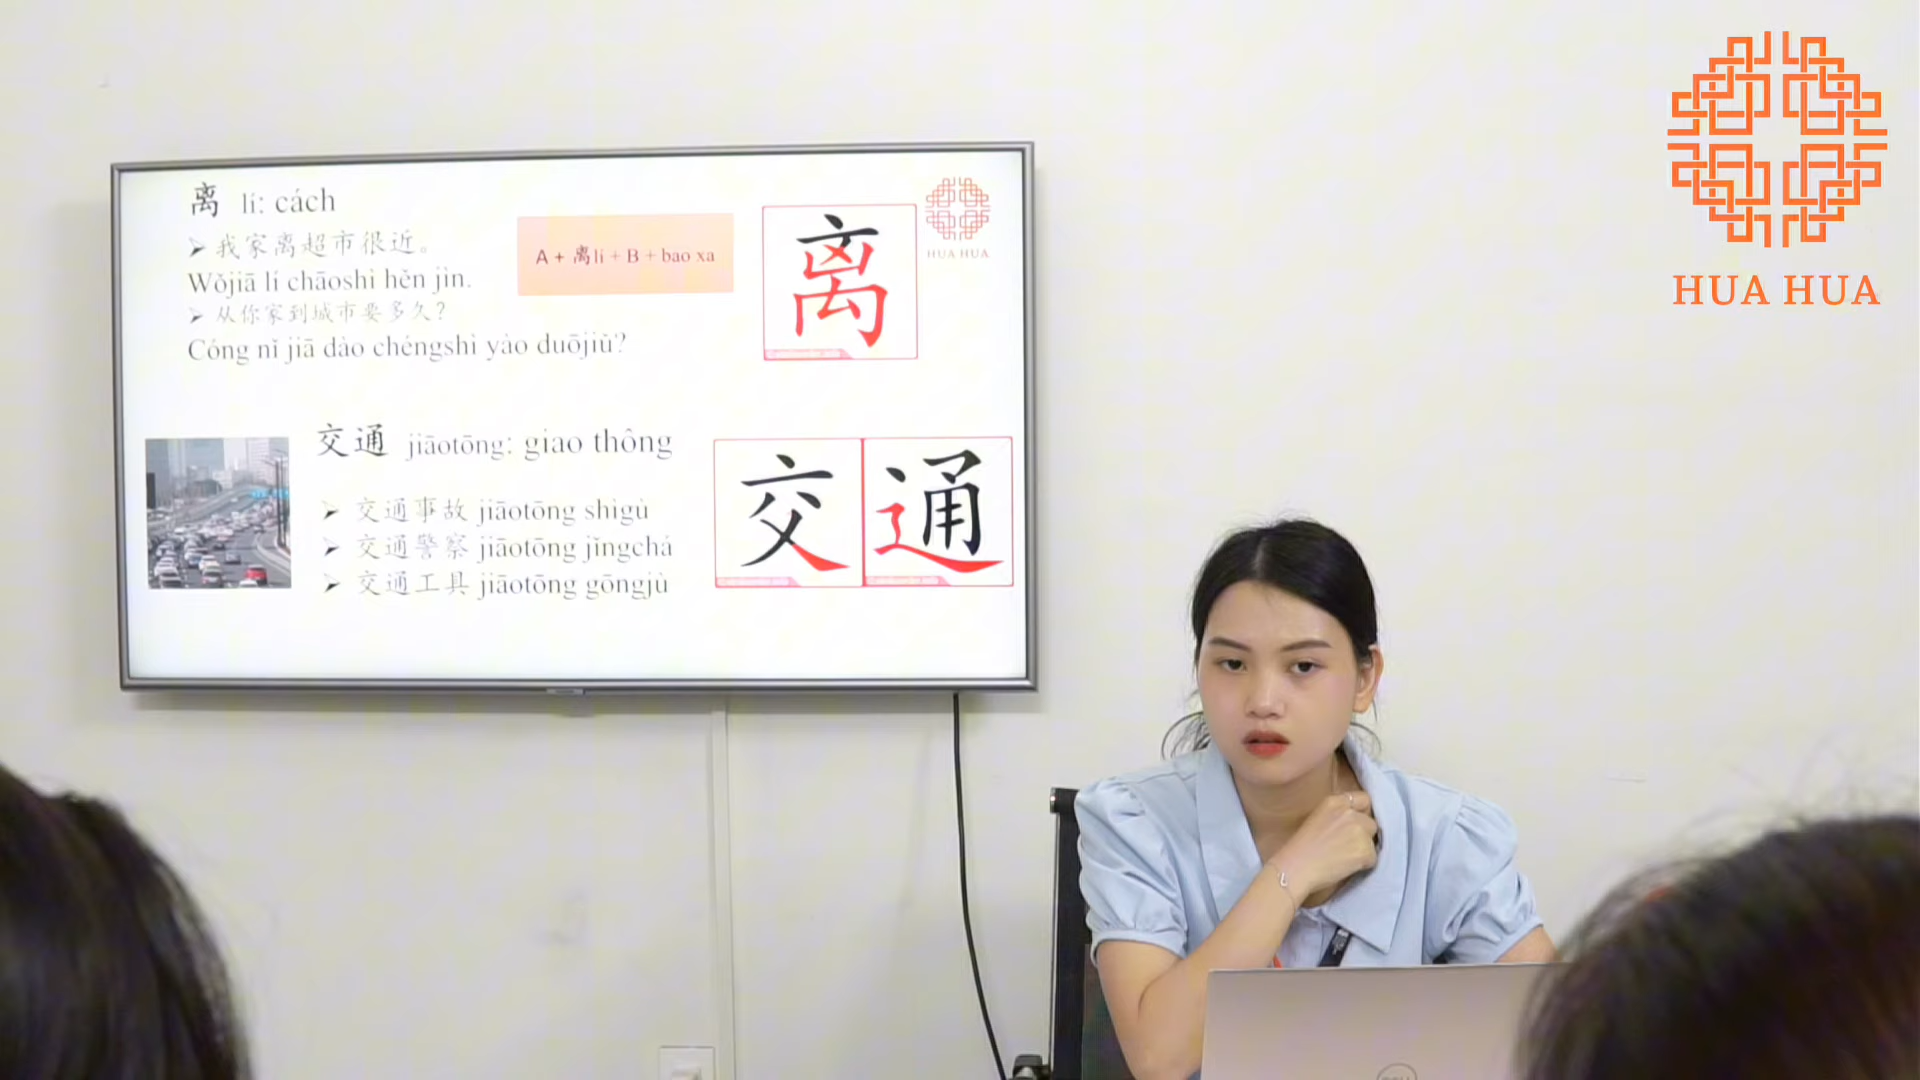 离 lí: cách
➢ 我家离超市很近。
Wǒjiā lí chāoshì hěn jìn.
➢ 从你家到城市要多久?
Cóng nǐ jiā dào chéngshì yào duōjiǔ?
A + 离lí + B + bao xa
离
HUA HUA
交通 jiāotōng: giao thông
➢ 交通事故 jiāotōng shìgù
➢ 交通警察 jiāotōng jǐngchá
➢ 交通工具 jiāotōng gōngjù
交通
HUA HUA